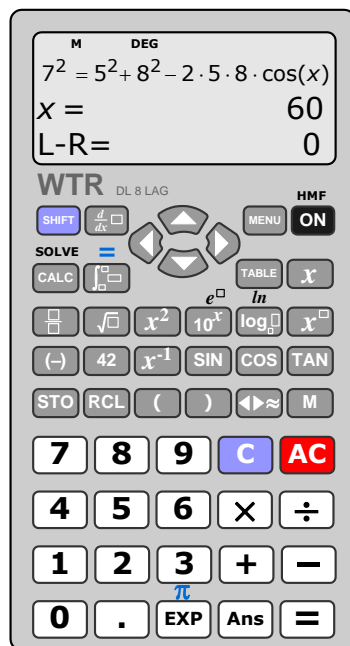 M DEG
7² = 5² + 8² − 2 · 5 · 8 · cos(x)
x = 60
L-R= 0
WTR DL 8 LAG
HMF
SHIFT d/dx □ MENU ON
SOLVE =
CALC ∫□ TABLE x
e□ ln
□/□ √□ x² 10ˣ log□□ x□
(–) 42 x⁻¹ SIN COS TAN
STO RCL ( ) ◀▶≈ M
7 8 9 C AC
4 5 6 × ÷
1 2 3 + −
π
0 . EXP Ans =